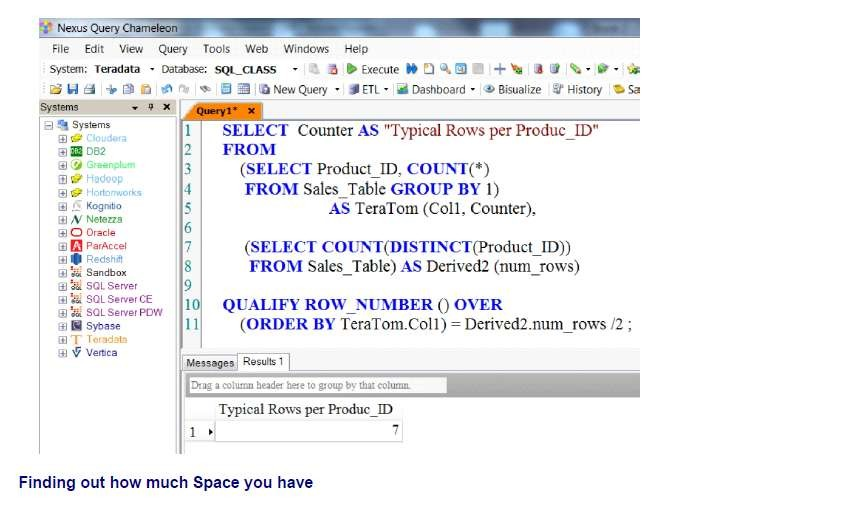 Nexus Query Chameleon
File Edit View Query Tools Web Windows Help
System: Teradata Database: SQL_CLASS Execute
New Query ETL Dashboard Bisualize History Sa
Systems
Query1* x
Systems
Cloudera
DB2
Greenplum
Hadoop
Hortonworks
Kognitio
Netezza
Oracle
ParAccel
Redshift
Sandbox
SQL Server
SQL Server CE
SQL Server PDW
Sybase
Teradata
Vertica
1 SELECT Counter AS "Typical Rows per Produc_ID"
2 FROM
3 (SELECT Product_ID, COUNT(*)
4 FROM Sales_Table GROUP BY 1)
5 AS TeraTom (Col1, Counter),
6
7 (SELECT COUNT(DISTINCT(Product_ID))
8 FROM Sales_Table) AS Derived2 (num_rows)
9
10 QUALIFY ROW_NUMBER () OVER
11 (ORDER BY TeraTom.Col1) = Derived2.num_rows /2 ;
Messages Results 1
Drag a column header here to group by that column.
Typical Rows per Produc_ID
1 7
Finding out how much Space you have